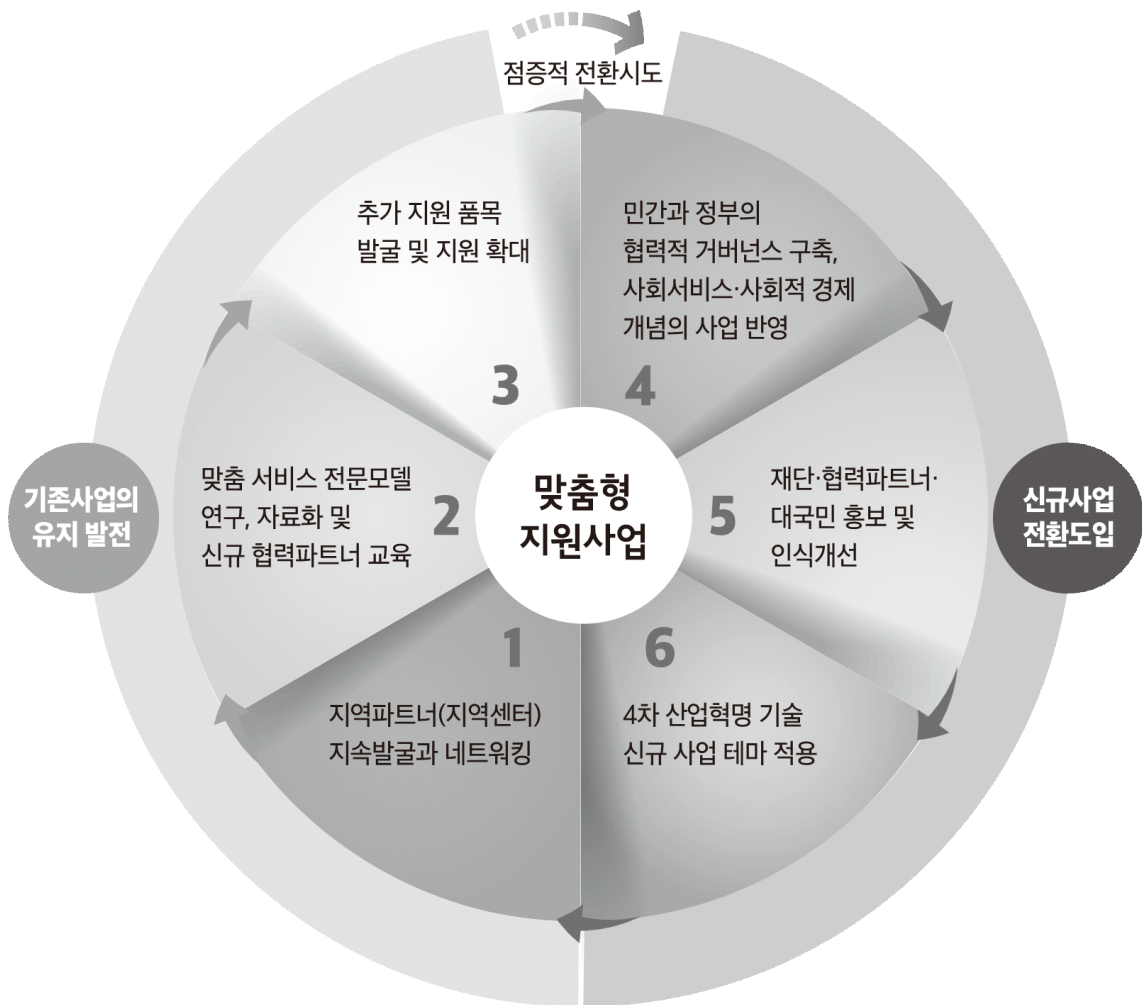 점증적 전환시도
추가 지원 품목
발굴 및 지원 확대
3
민간과 정부의
협력적 거버넌스 구축,
사회서비스·사회적 경제
개념의 사업 반영
4
기존사업의
유지 발전
맞춤 서비스 전문모델
연구, 자료화 및
신규 협력파트너 교육
2
맞춤형
지원사업
5
재단·협력파트너·
대국민 홍보 및
인식개선
신규사업
전환도입
1
지역파트너(지역센터)
지속발굴과 네트워킹
6
4차 산업혁명 기술
신규 사업 테마 적용